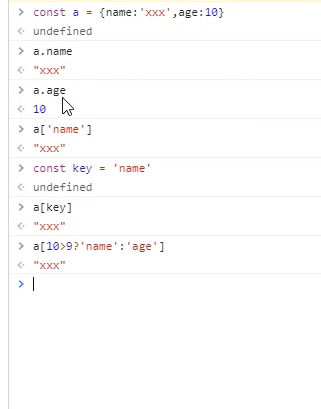 > const a = {name:'xxx',age:10}
< undefined
> a.name
< "xxx"
> a.age
< 10
> a['name']
< "xxx"
> const key = 'name'
< undefined
> a[key]
< "xxx"
> a[10>9?'name':'age']
< "xxx"
>